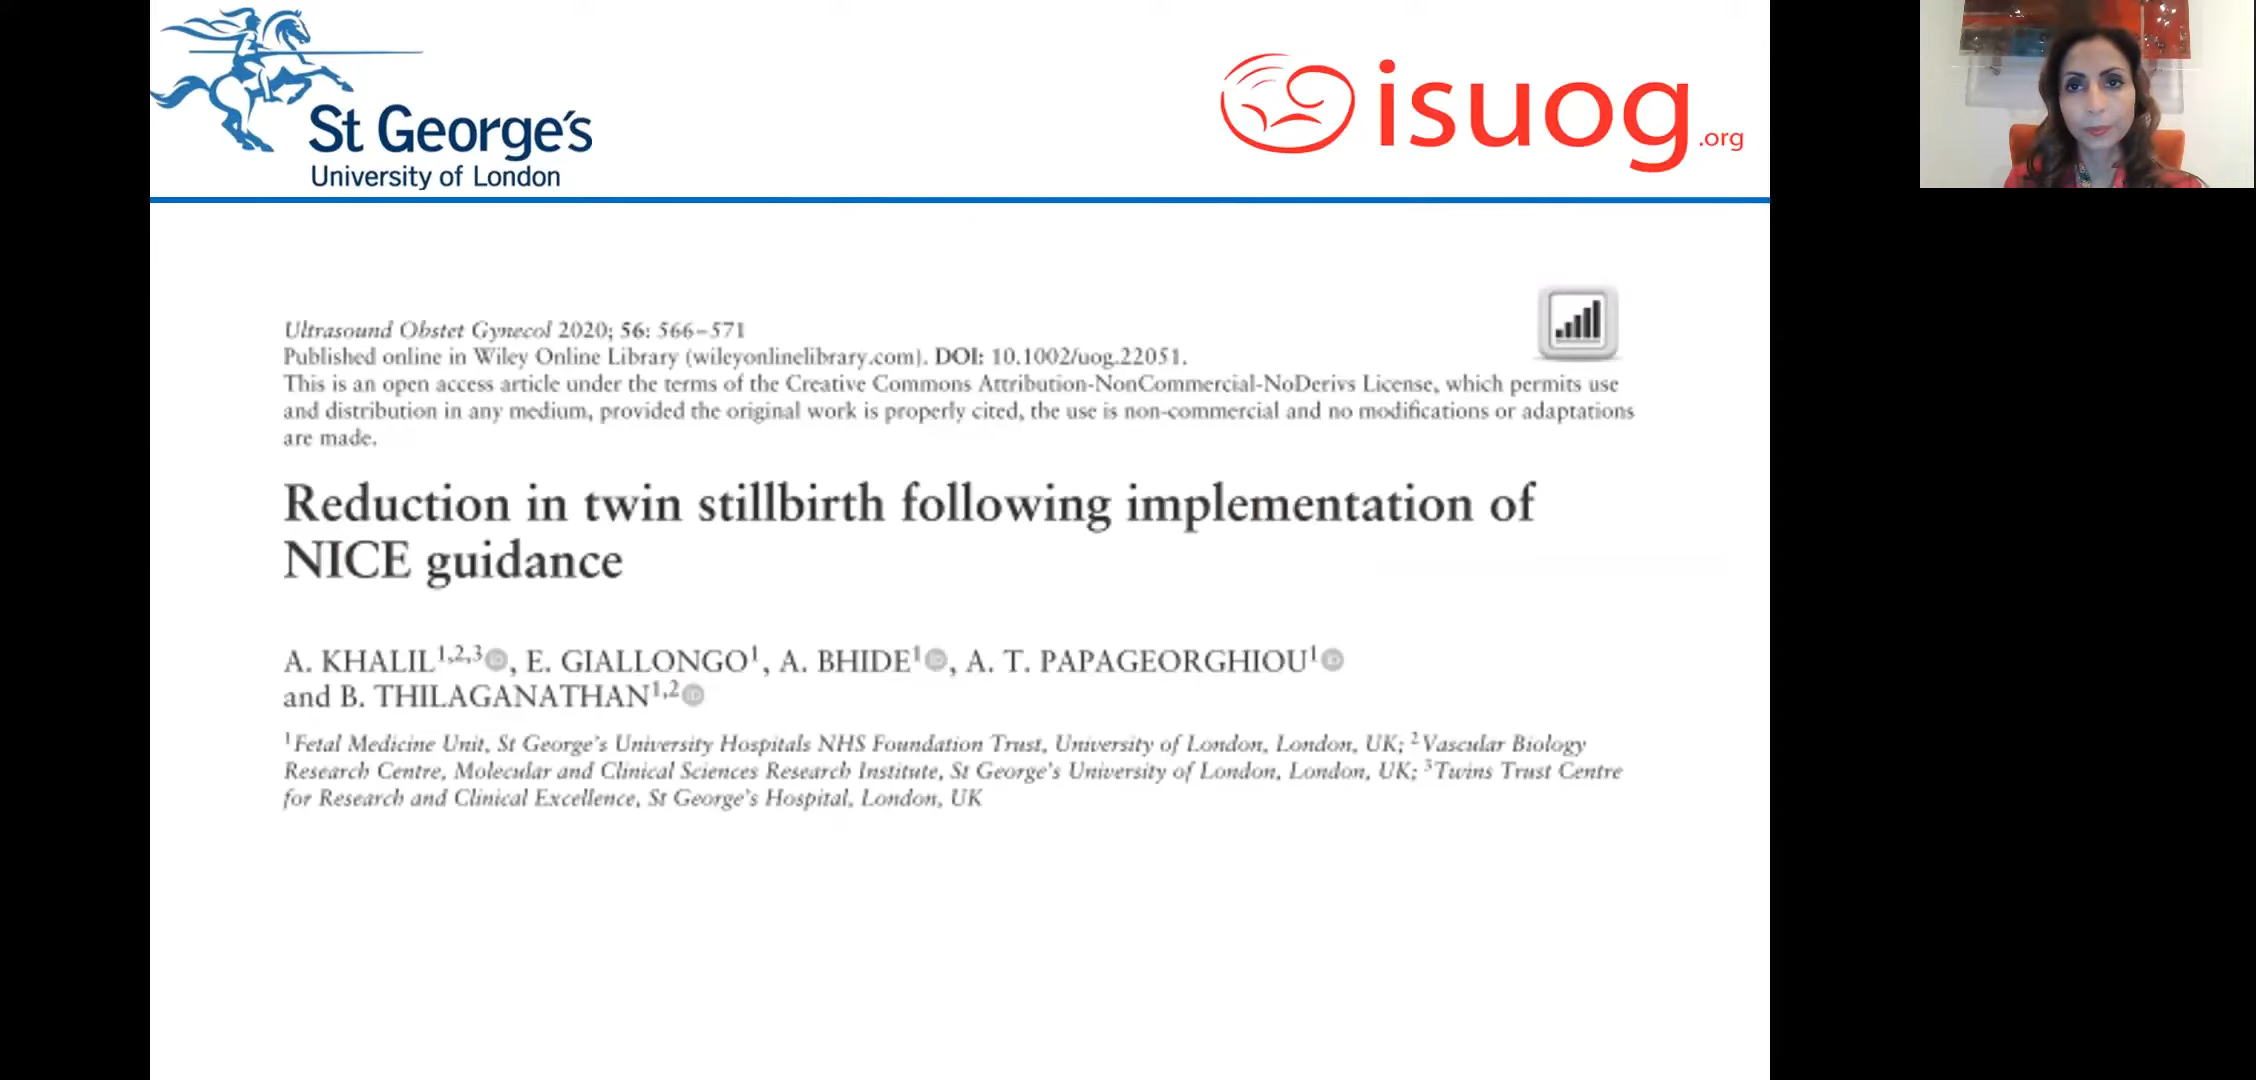 St George's
University of London
isuog.org
Ultrasound Obstet Gynecol 2020; 56: 566–571
Published online in Wiley Online Library (wileyonlinelibrary.com). DOI: 10.1002/uog.22051.
This is an open access article under the terms of the Creative Commons Attribution-NonCommercial-NoDerivs License, which permits use
and distribution in any medium, provided the original work is properly cited, the use is non-commercial and no modifications or adaptations
are made.
Reduction in twin stillbirth following implementation of
NICE guidance
A. KHALIL1,2,3 iD, E. GIALLONGO1, A. BHIDE1 iD, A. T. PAPAGEORGHIOU1 iD
and B. THILAGANATHAN1,2 iD
1Fetal Medicine Unit, St George's University Hospitals NHS Foundation Trust, University of London, London, UK; 2Vascular Biology
Research Centre, Molecular and Clinical Sciences Research Institute, St George's University of London, London, UK; 3Twins Trust Centre
for Research and Clinical Excellence, St George's Hospital, London, UK